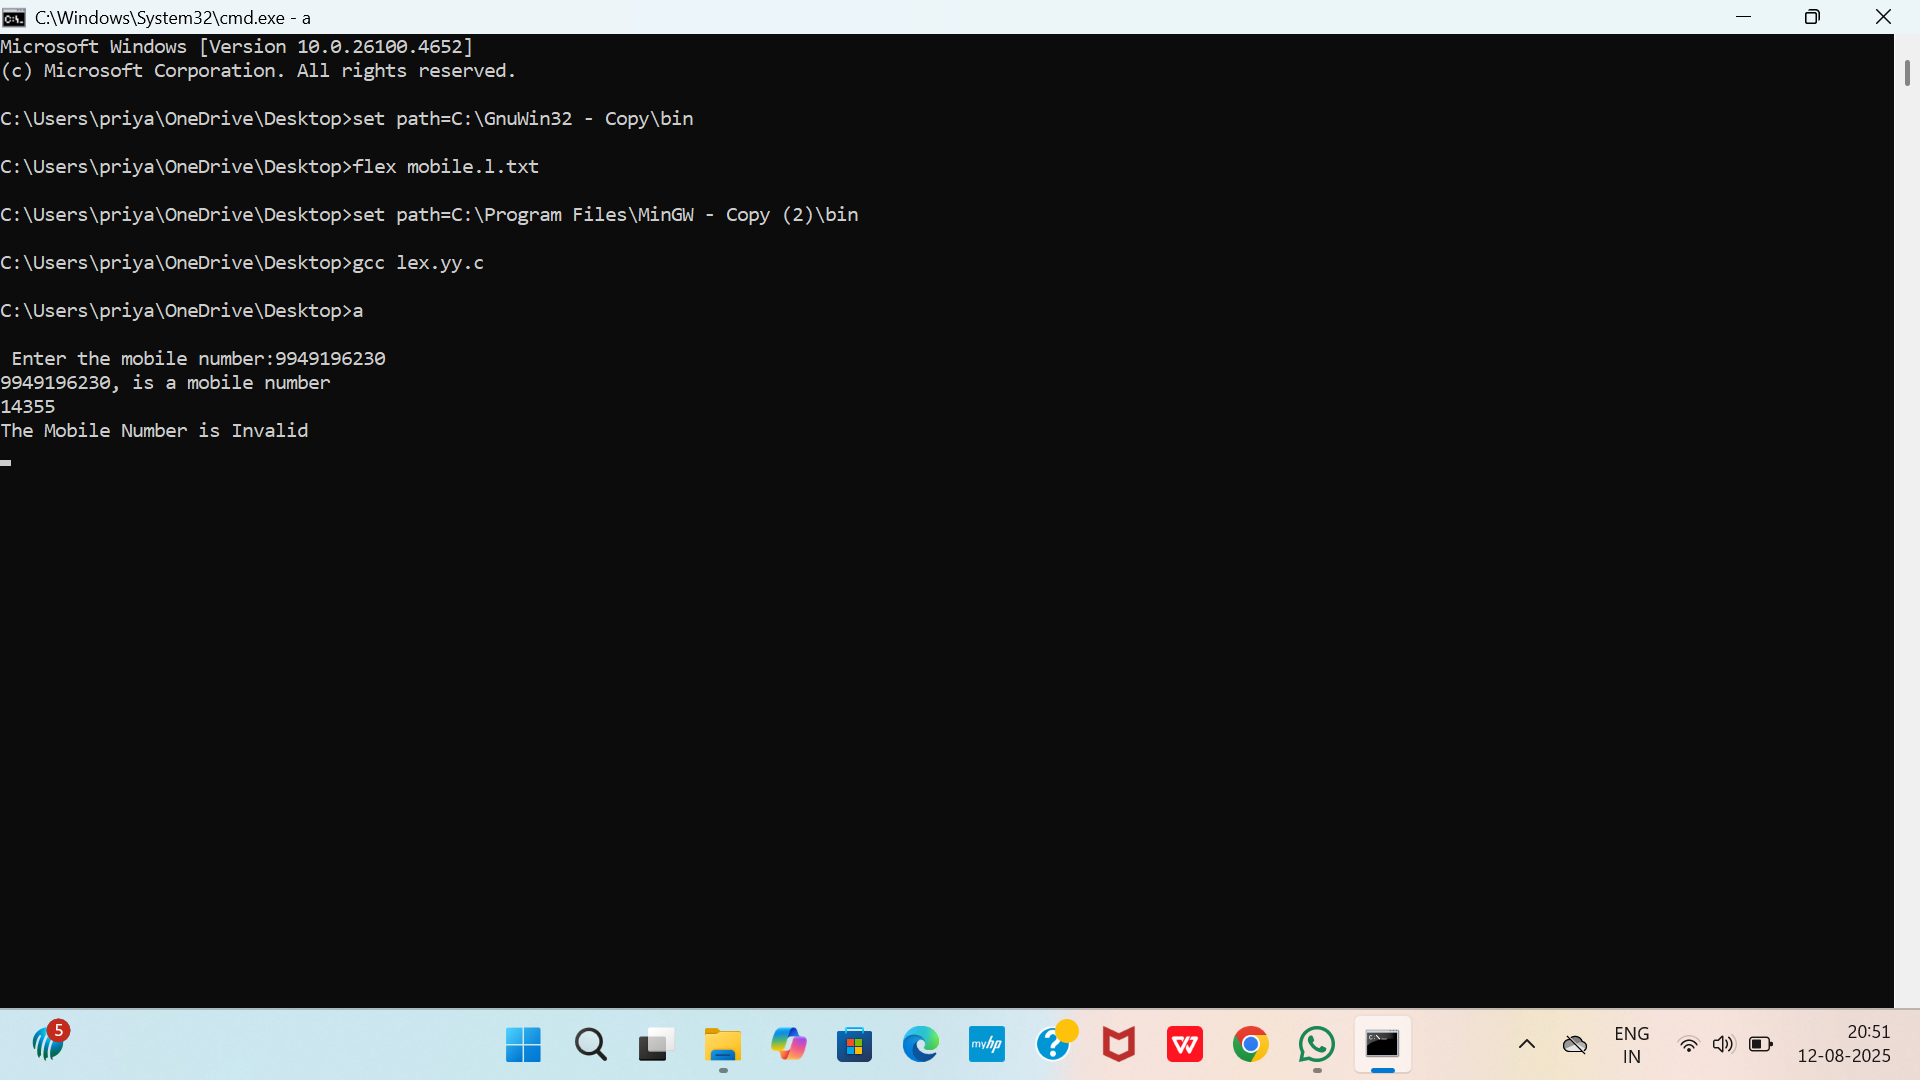 C:\Windows\System32\cmd.exe - a
Microsoft Windows [Version 10.0.26100.4652]
(c) Microsoft Corporation. All rights reserved.
C:\Users\priya\OneDrive\Desktop>set path=C:\GnuWin32 - Copy\bin
C:\Users\priya\OneDrive\Desktop>flex mobile.l.txt
C:\Users\priya\OneDrive\Desktop>set path=C:\Program Files\MinGW - Copy (2)\bin
C:\Users\priya\OneDrive\Desktop>gcc lex.yy.c
C:\Users\priya\OneDrive\Desktop>a
Enter the mobile number:9949196230
9949196230, is a mobile number
14355
The Mobile Number is Invalid
5
myhp
ENG
IN
20:51
12-08-2025